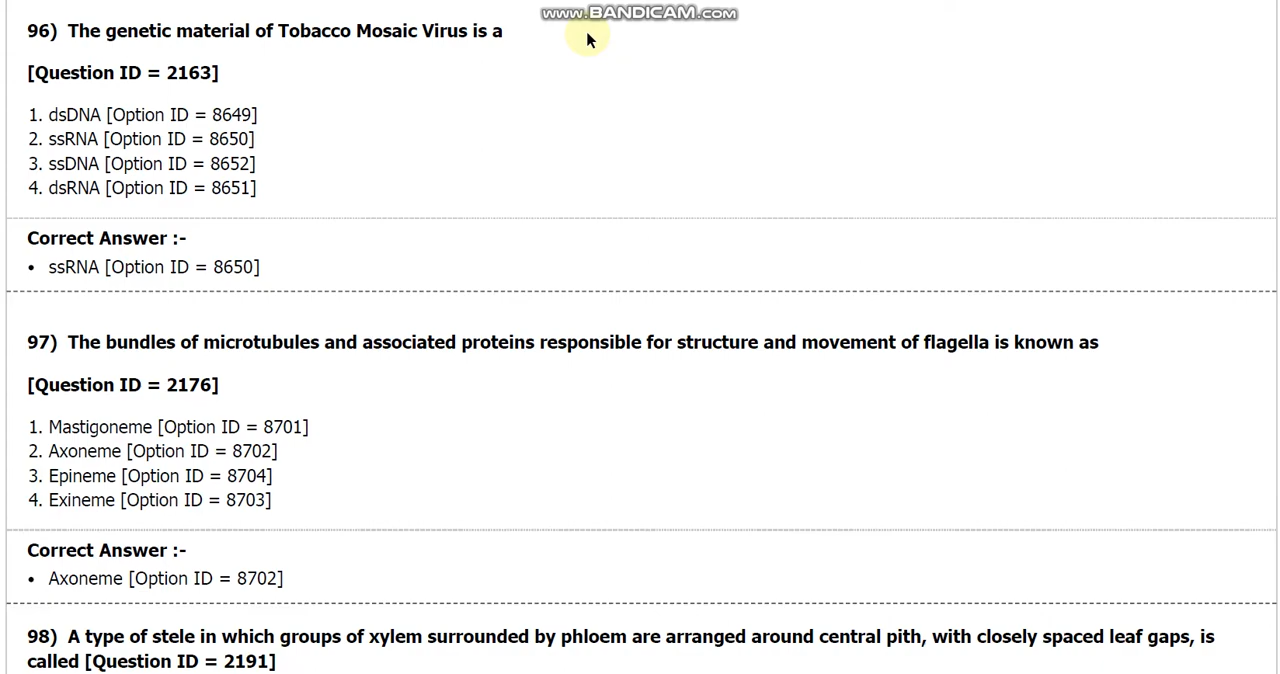 www.BANDICAM.com
96) The genetic material of Tobacco Mosaic Virus is a
[Question ID = 2163]
1. dsDNA [Option ID = 8649]
2. ssRNA [Option ID = 8650]
3. ssDNA [Option ID = 8652]
4. dsRNA [Option ID = 8651]
Correct Answer :-
• ssRNA [Option ID = 8650]
97) The bundles of microtubules and associated proteins responsible for structure and movement of flagella is known as
[Question ID = 2176]
1. Mastigoneme [Option ID = 8701]
2. Axoneme [Option ID = 8702]
3. Epineme [Option ID = 8704]
4. Exineme [Option ID = 8703]
Correct Answer :-
• Axoneme [Option ID = 8702]
98) A type of stele in which groups of xylem surrounded by phloem are arranged around central pith, with closely spaced leaf gaps, is
called [Question ID = 2191]